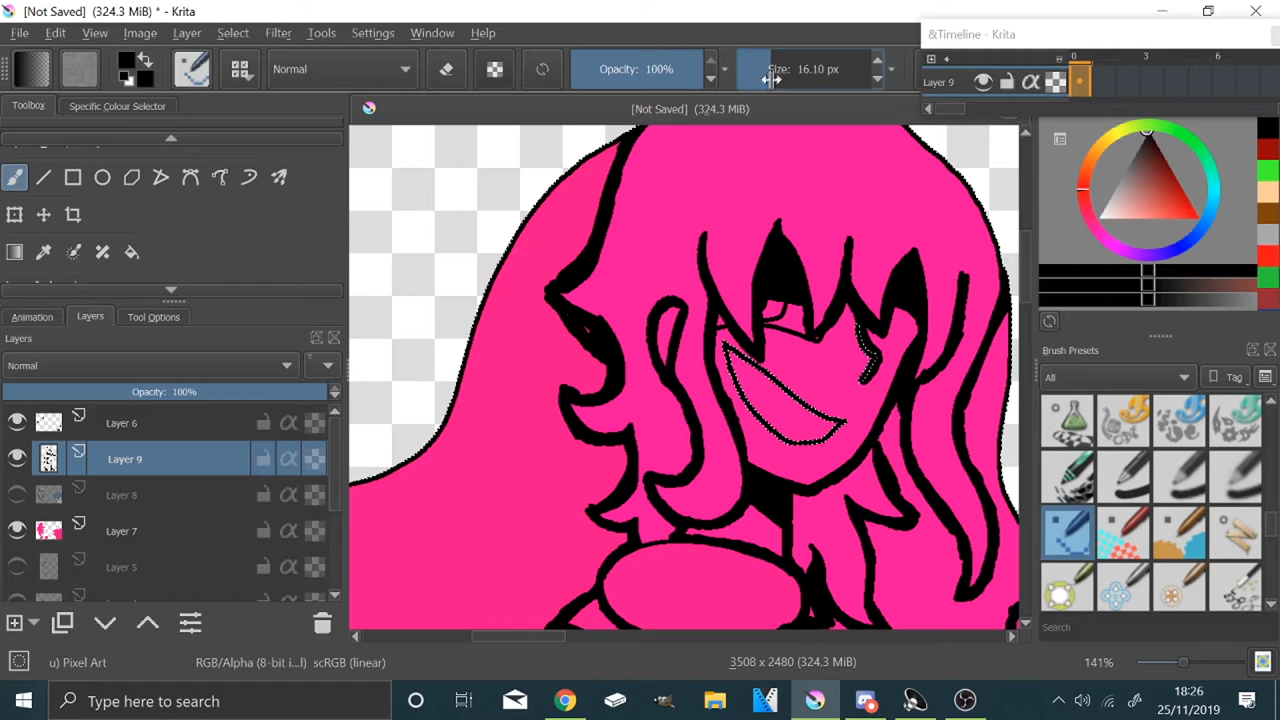 [Not Saved] (324.3 MiB) * - Krita
File Edit View Image Layer Select Filter Tools Settings Window Help
&Timeline - Krita
Normal
Opacity: 100%
Size: 16.10 px
0 3 6
Layer 9
Toolbox
Specific Colour Selector
[Not Saved] (324.3 MiB)
Animation Layers Tool Options
Normal
Opacity: 100%
Layer 6
Layer 9
Layer 8
Layer 7
Layer 5
Brush Presets
All
Tag
Search
u) Pixel Art
RGB/Alpha (8-bit i...l) scRGB (linear)
3508 x 2480 (324.3 MiB)
141%
Type here to search
18:26
25/11/2019